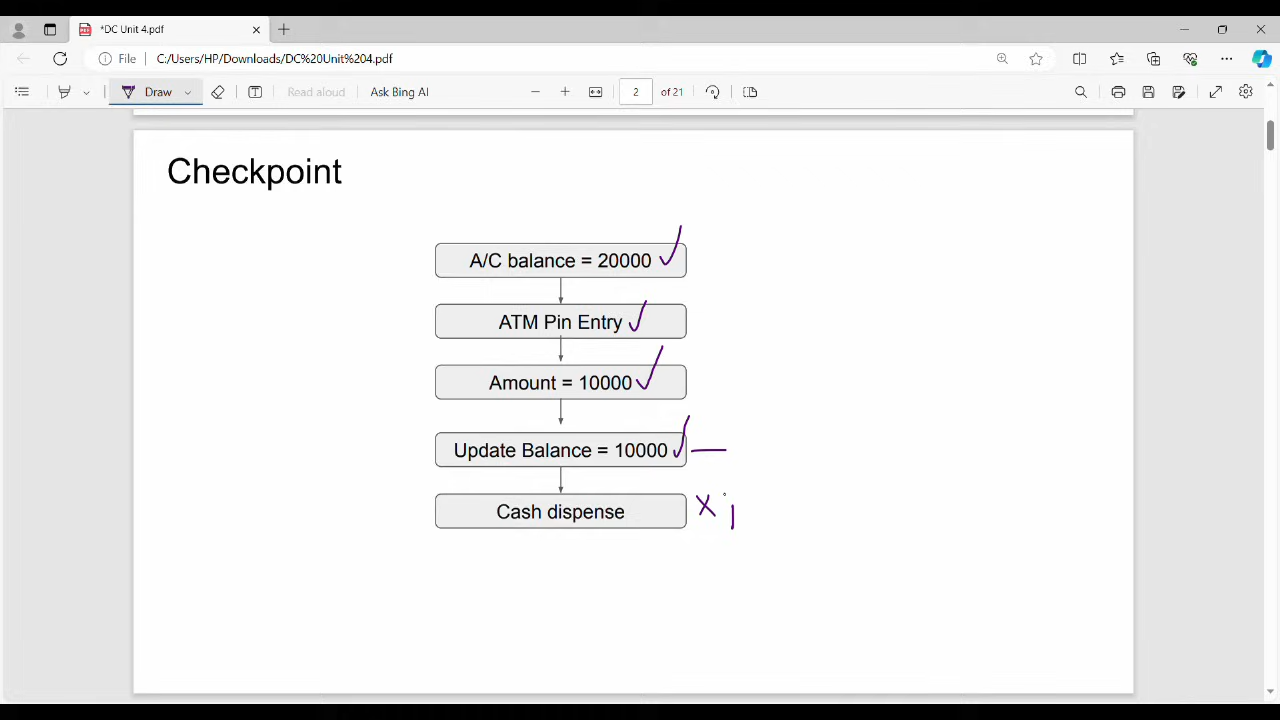 *DC Unit 4.pdf
File C:/Users/HP/Downloads/DC%20Unit%204.pdf
Draw Read aloud Ask Bing AI 2 of 21
Checkpoint
A/C balance = 20000
ATM Pin Entry
Amount = 10000
Update Balance = 10000
Cash dispense